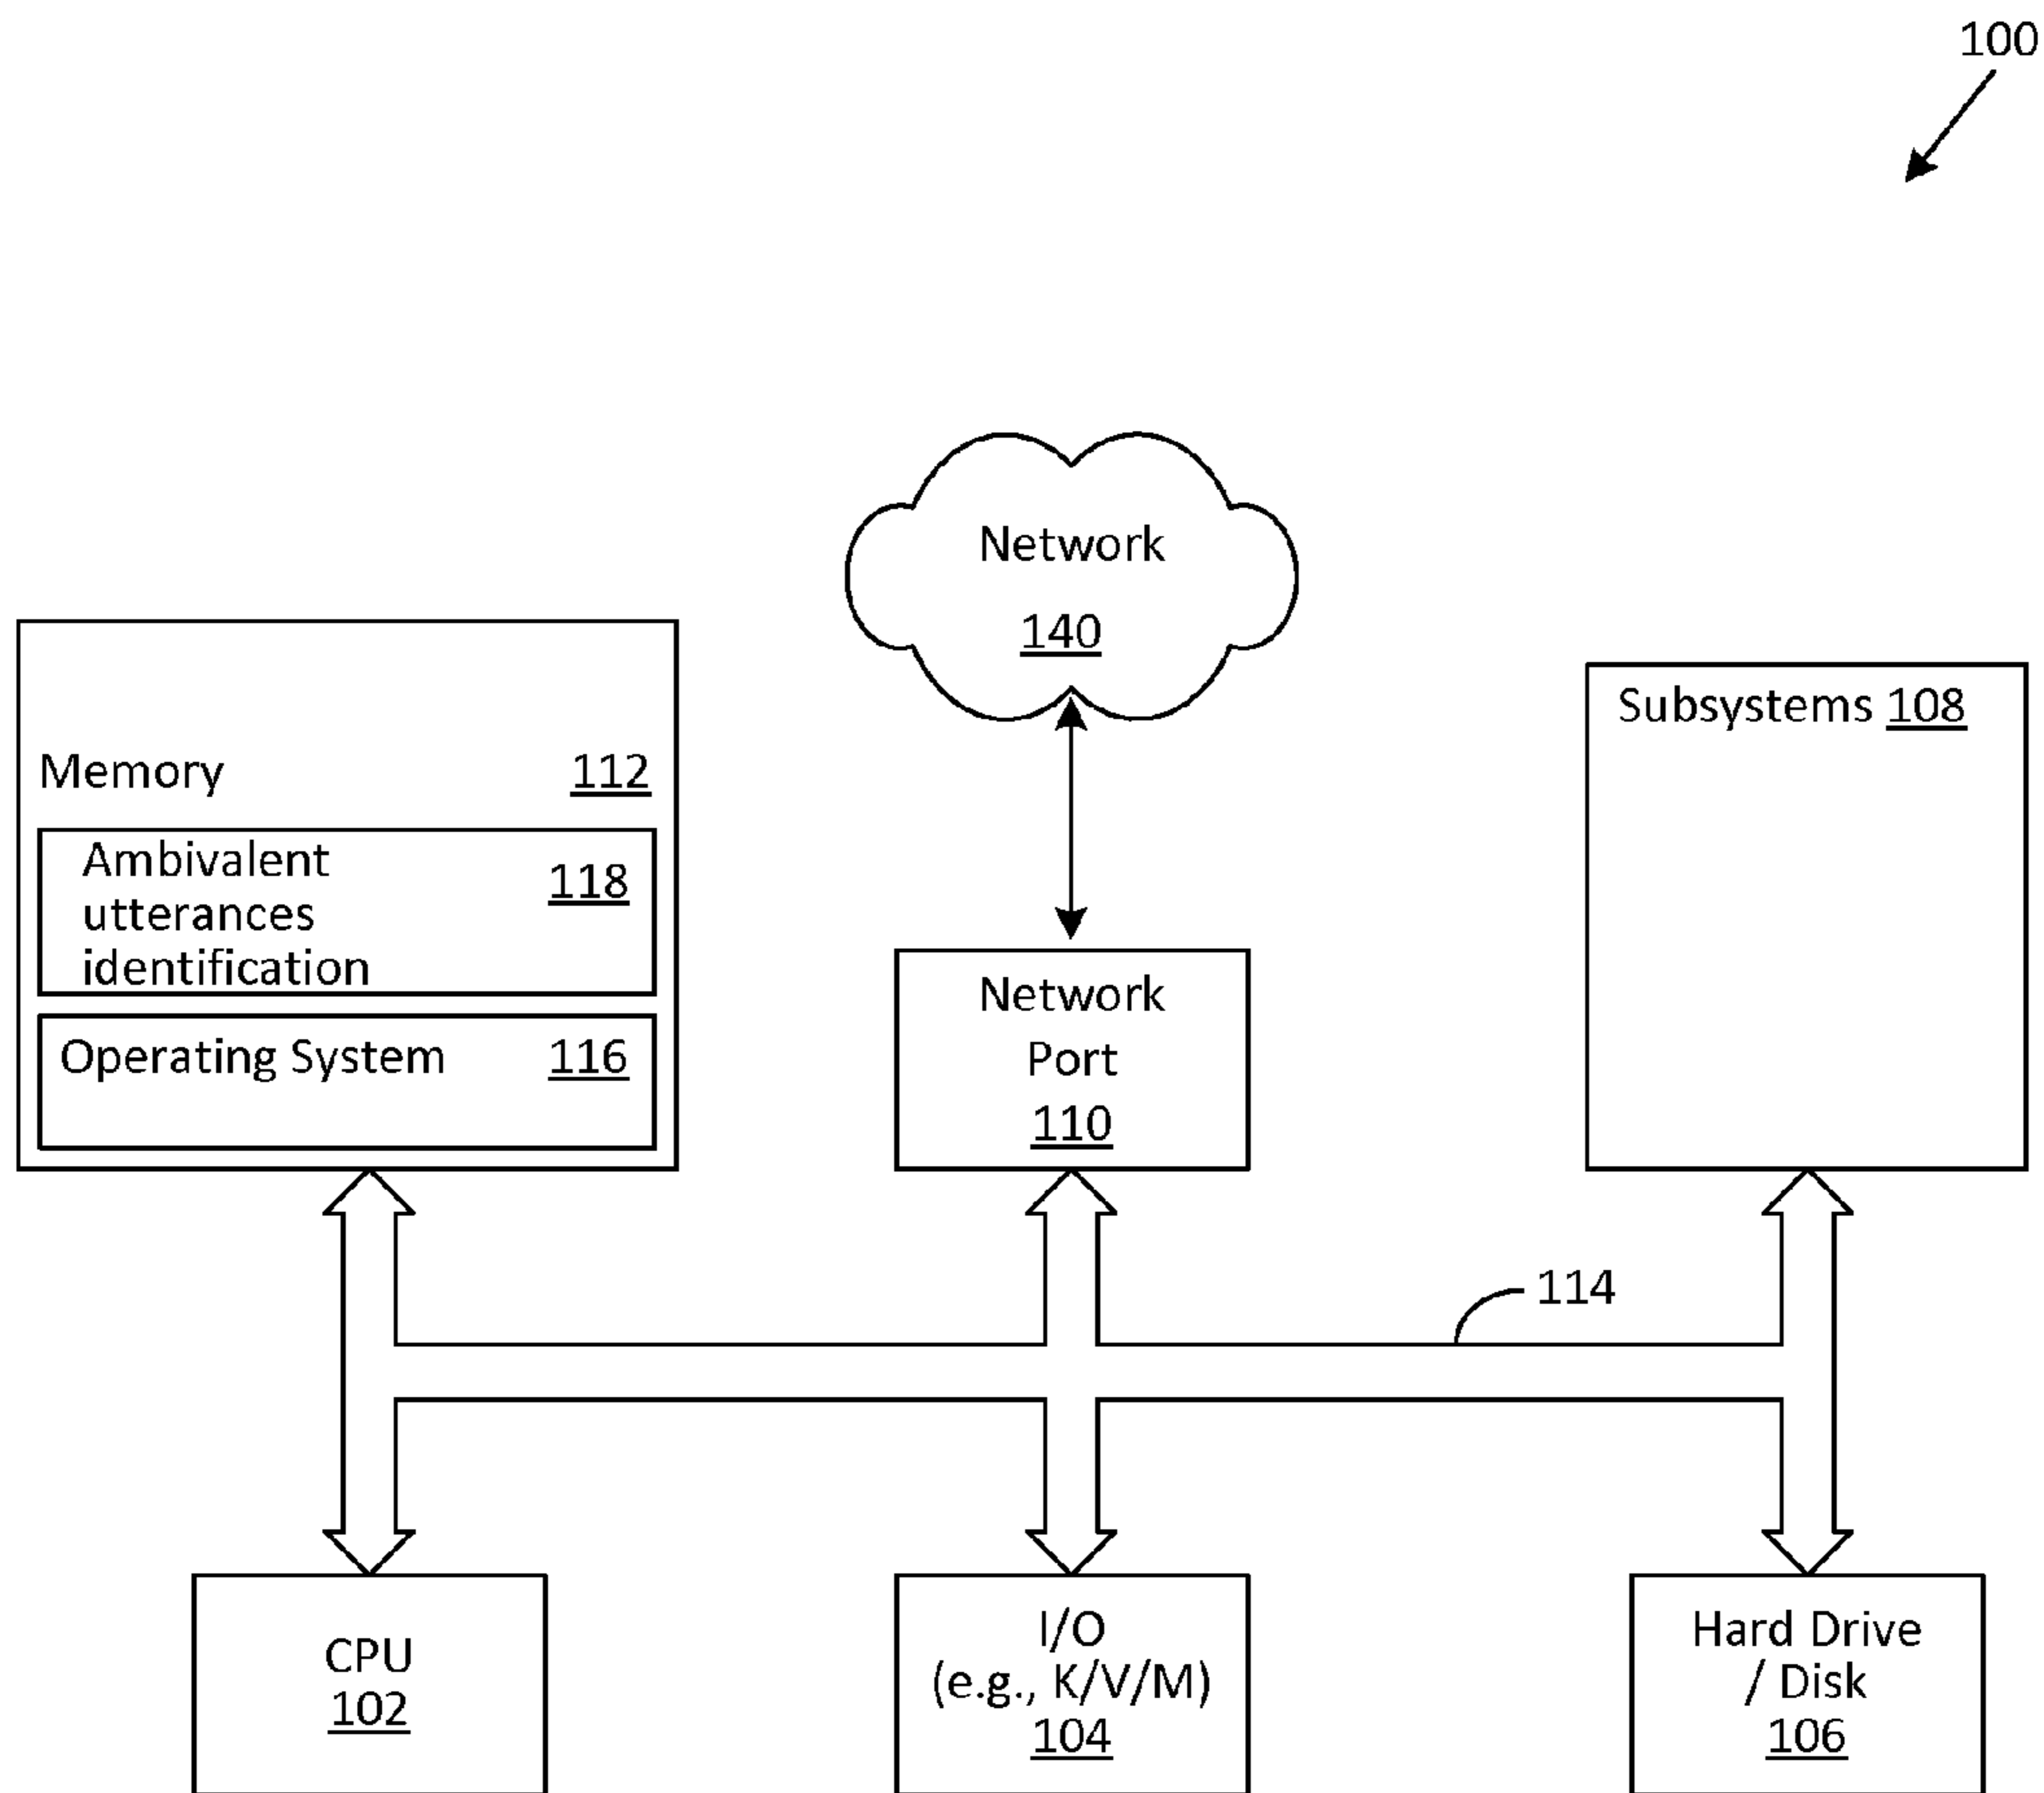 100
Network
140
Subsystems 108
Memory 112
Ambivalent 118
utterances
identification
Operating System 116
Network
Port
110
114
CPU
102
I/O
(e.g., K/V/M)
104
Hard Drive
/ Disk
106